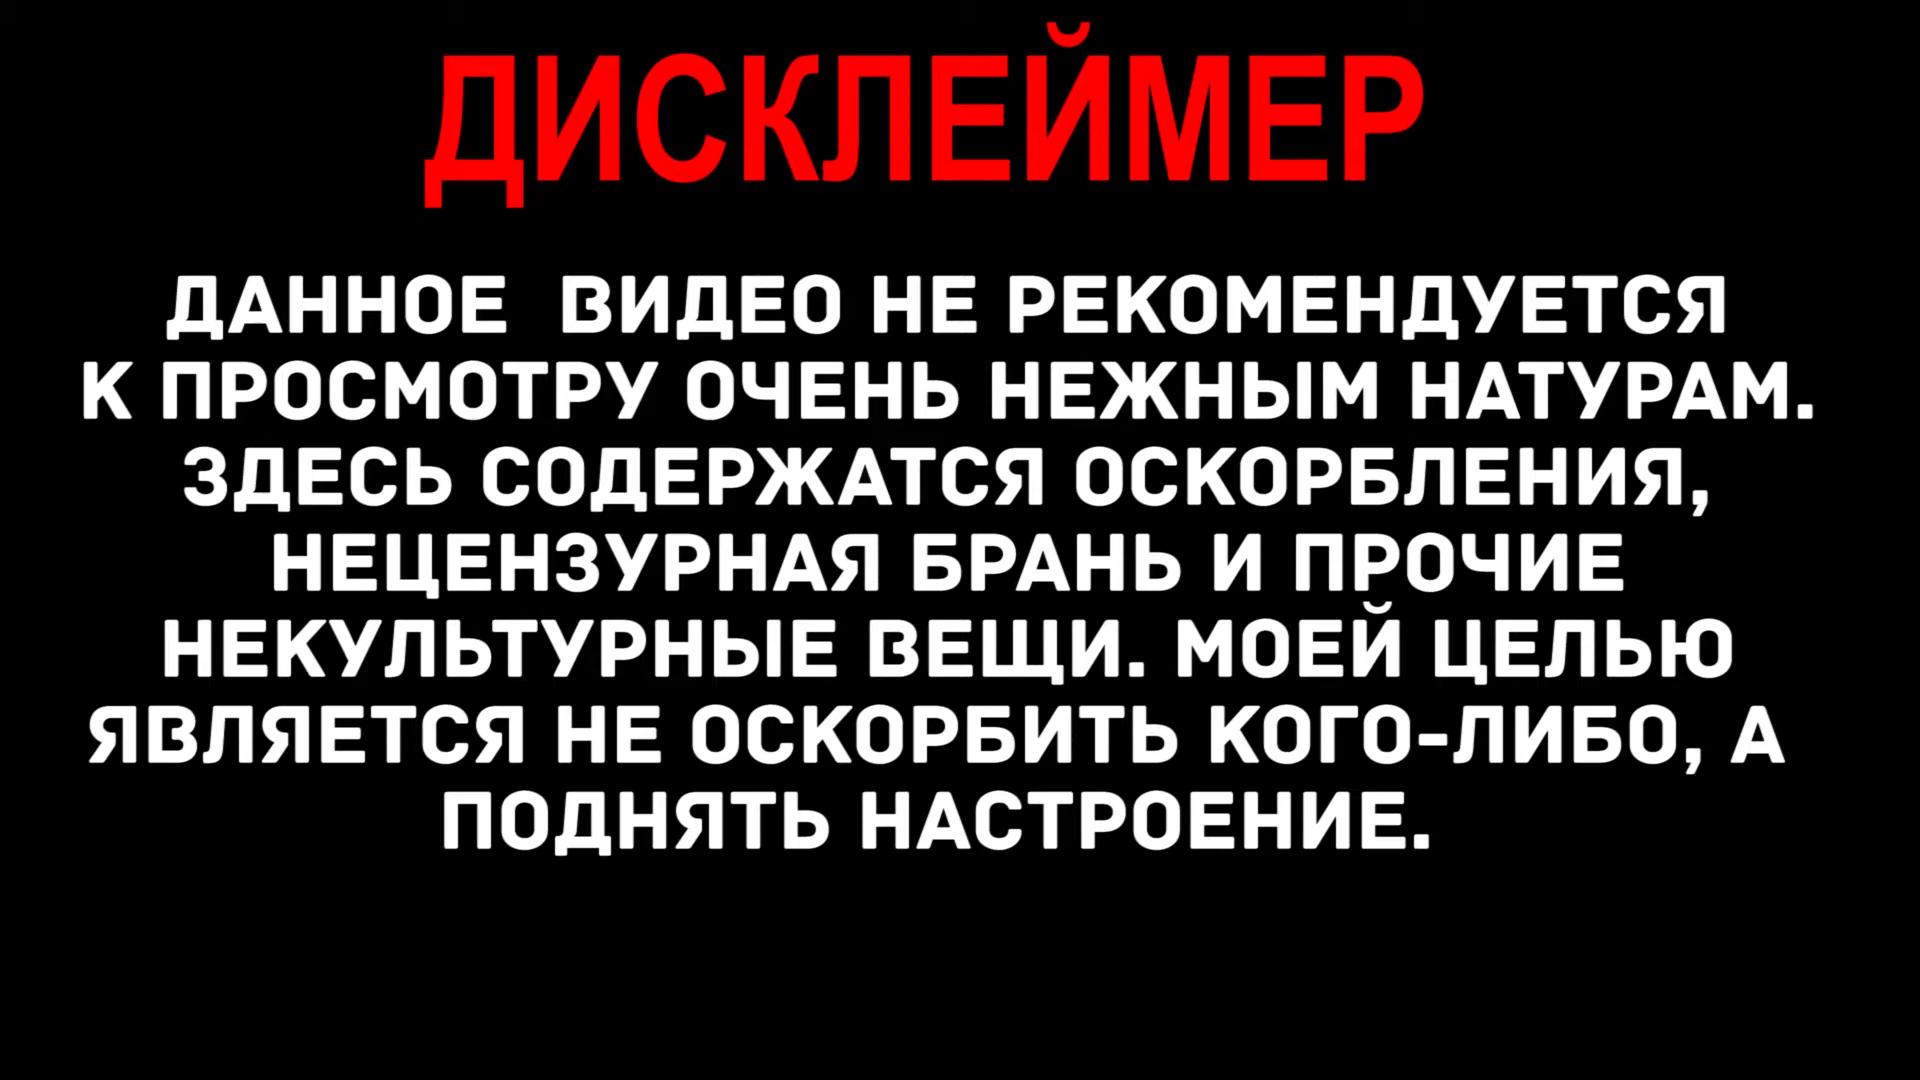 ДИСКЛЕЙМЕР
ДАННОЕ ВИДЕО НЕ РЕКОМЕНДУЕТСЯ
К ПРОСМОТРУ ОЧЕНЬ НЕЖНЫМ НАТУРАМ.
ЗДЕСЬ СОДЕРЖАТСЯ ОСКОРБЛЕНИЯ,
НЕЦЕНЗУРНАЯ БРАНЬ И ПРОЧИЕ
НЕКУЛЬТУРНЫЕ ВЕЩИ. МОЕЙ ЦЕЛЬЮ
ЯВЛЯЕТСЯ НЕ ОСКОРБИТЬ КОГО-ЛИБО, А
ПОДНЯТЬ НАСТРОЕНИЕ.